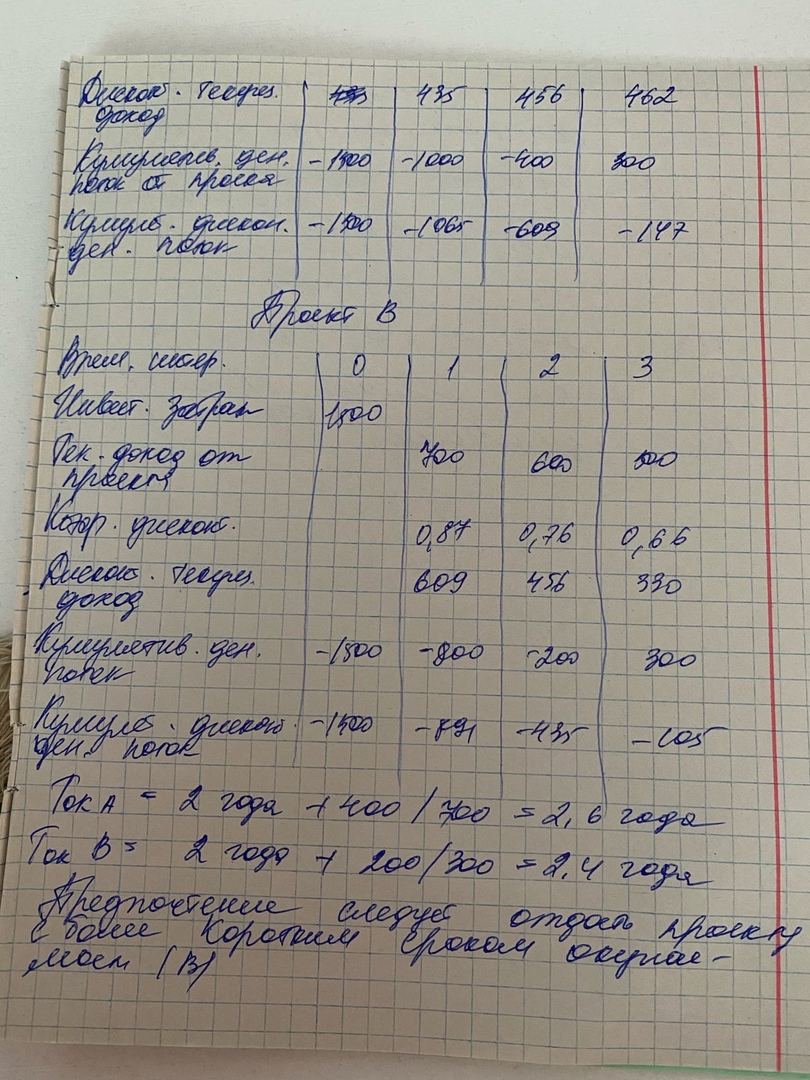 Дисконт. текущ. 435 456 462
доход
Кумулятив. ден. -1500 -1000 -400 300
поток от проекта
Кумул. дискон. -1500 -1065 -609 -147
ден. поток
Проект В
Врем. интер. 0 1 2 3
Инвест. затрат 1500
Тек. доход от 700 600 500
проекта
Коэф. дисконт. 0,87 0,76 0,66
Дисконт. текущ. 609 456 330
доход
Кумулятив. ден. -1500 -800 -200 300
поток
Кумул. дисконт. -1500 -891 -435 -105
ден. поток
Ток А = 2 года + 400 / 700 = 2,6 года
Ток В = 2 года + 200/300 = 2,4 года
Предпочтение следует отдать проекту
с более коротким сроком окупае-
моем (В)